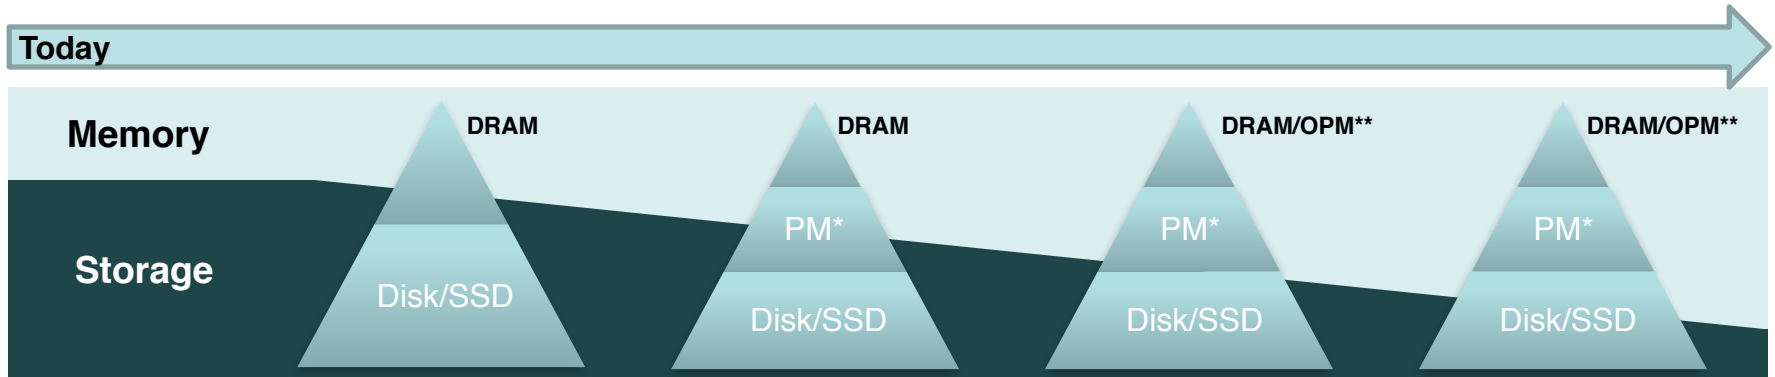 Today
Memory
DRAM
DRAM
DRAM/OPM**
DRAM/OPM**
PM*
PM*
PM*
Storage
Disk/SSD
Disk/SSD
Disk/SSD
Disk/SSD